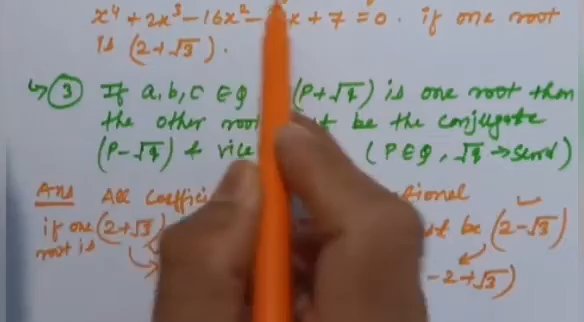 x⁴ + 2x³ - 16x² - x + 7 = 0. if one root
is (2+√3).
↳ ③ If a, b, c ∈ Q (P+√q) is one root then
the other root be the conjugate
(P-√q) & vice (P ∈ Q, √q → surd)
Ans All coeffici tional
if one (2+√3) be (2-√3)
root is -2+√3)